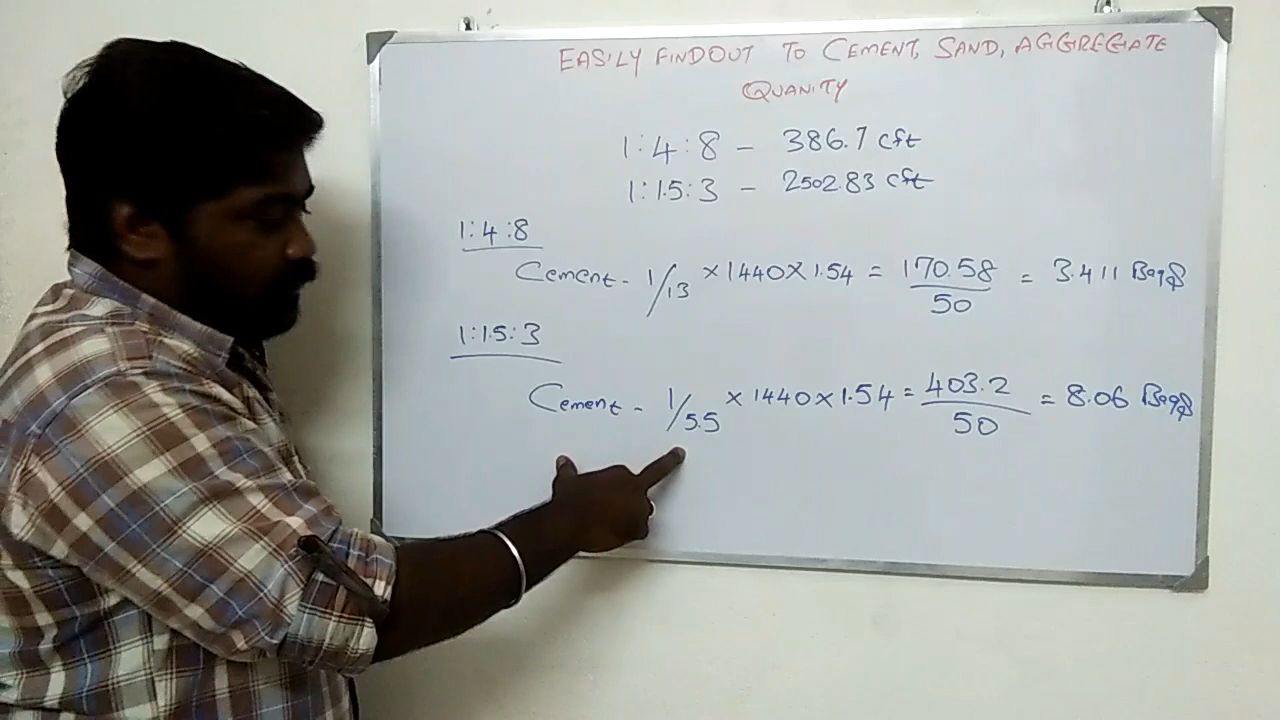 EASILY FINDOUT TO CEMENT, SAND, AGGREGATE
QUANITY
1:4:8 - 386.7 cft
1:1.5:3 - 2502.83 cft
1:4:8
Cement - 1/13 × 1440 × 1.54 = 170.58/50 = 3.411 Bags
1:1.5:3
Cement - 1/5.5 × 1440 × 1.54 = 403.2/50 = 8.06 Bags